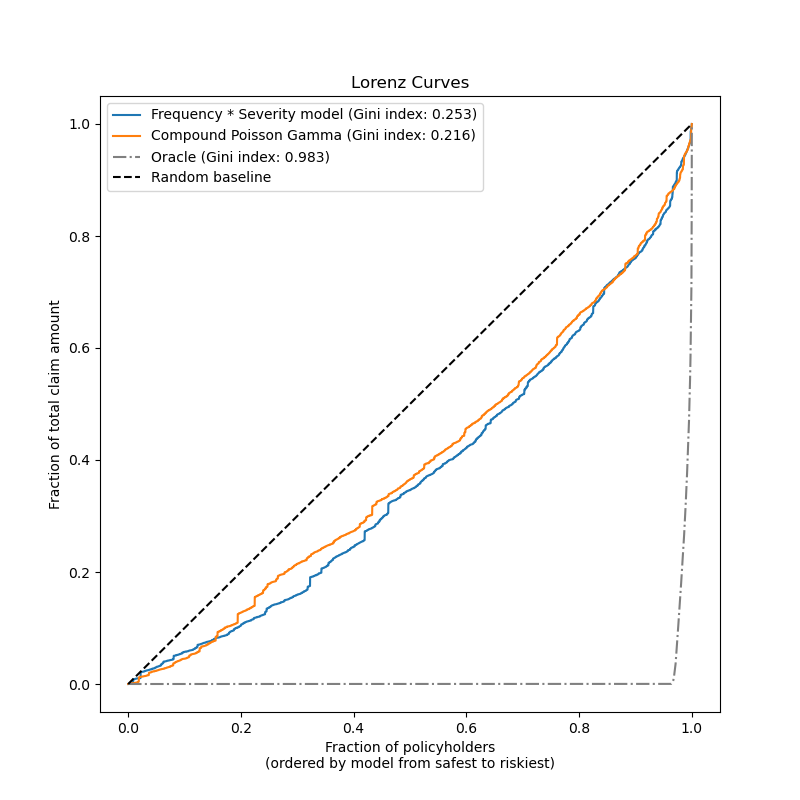 Lorenz Curves
Frequency * Severity model (Gini index: 0.253)
Compound Poisson Gamma (Gini index: 0.216)
Oracle (Gini index: 0.983)
Random baseline
Fraction of total claim amount
1.0
0.8
0.6
0.4
0.2
0.0
0.0 0.2 0.4 0.6 0.8 1.0
Fraction of policyholders
(ordered by model from safest to riskiest)